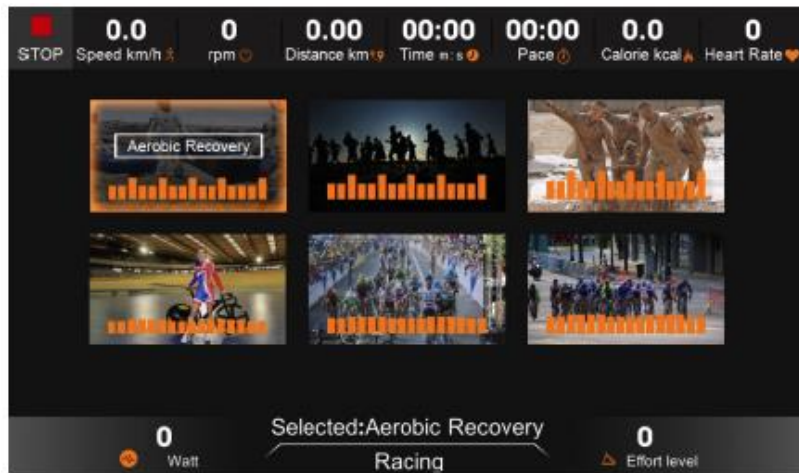 0.0 0 0.00 00:00 00:00 0.0 0
STOP Speed km/h rpm Distance km Time m:s Pace Calorie kcal Heart Rate
Aerobic Recovery
Selected:Aerobic Recovery
0 0
Watt Racing Effort level